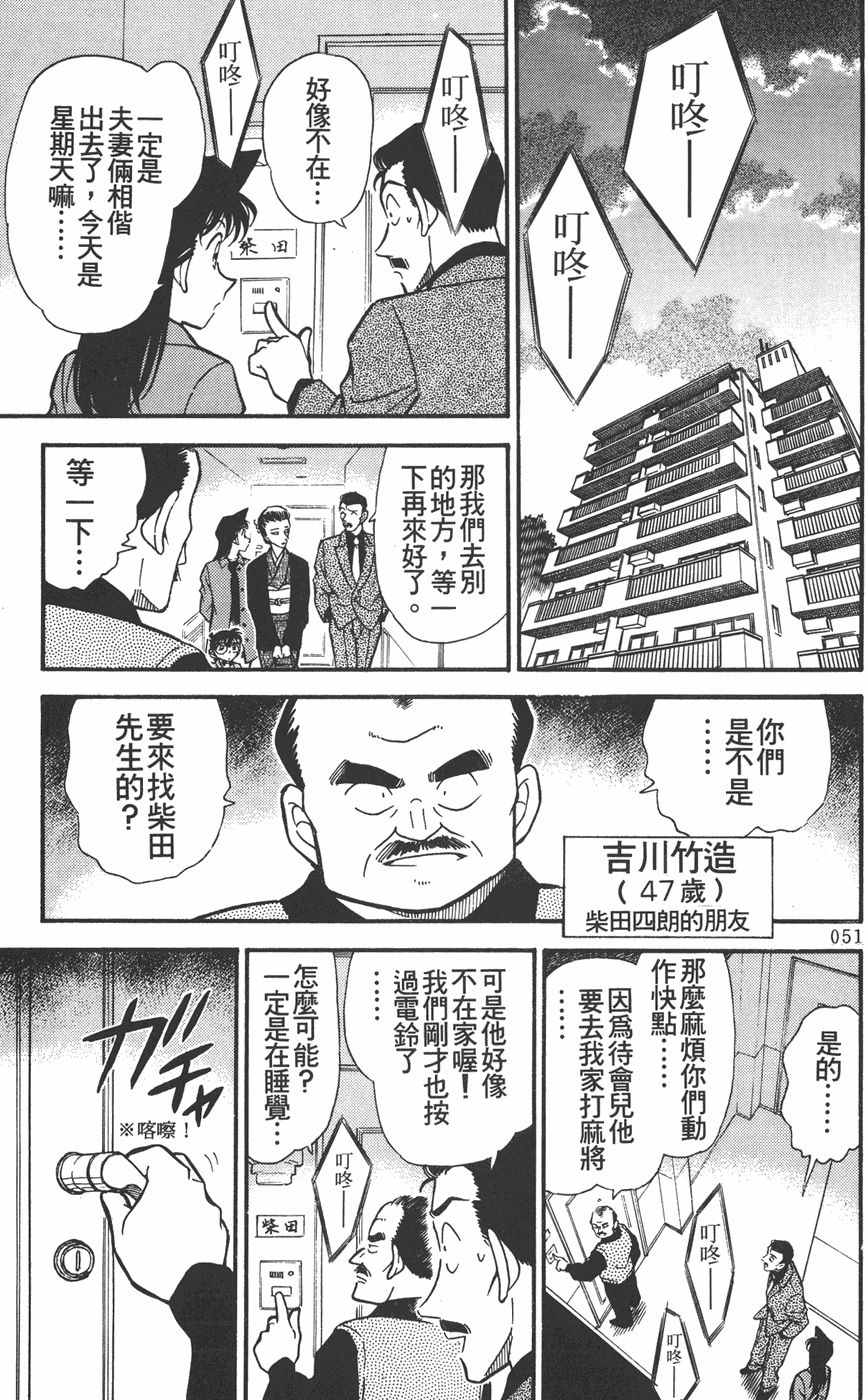 叮咚——
叮咚——
叮咚——
好像不在…
叮咚——
一定是
夫妻倆相偕
出去了，今天是
星期天嘛……
柴田
那我們去別
的地方，等一
下再來好了。
等一下…
你們
是不是
……
要來找柴田
先生的？
吉川竹造
（47歲）
柴田四朗的朋友
051
是的……
那麼麻煩你們動
作快點……
因爲待會兒他
要去我家打麻將
……
叮咚——
叮咚——
可是他好像
不在家喔！
我們剛才也按
過電鈴了
……
叮咚——
怎麼可能？
一定是在睡覺…
柴田
ガチャ
※喀嚓！